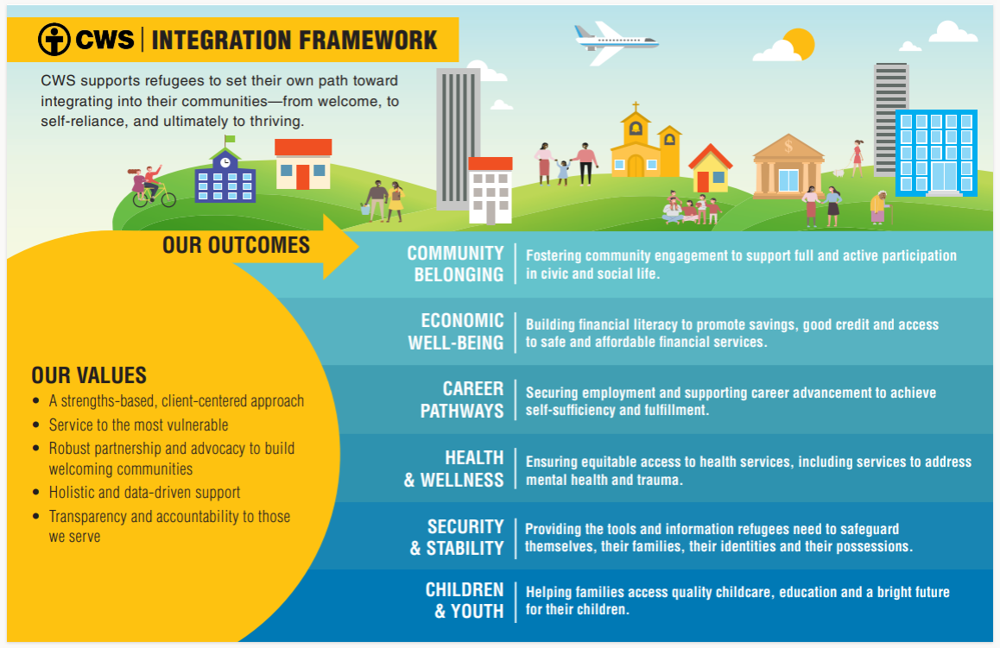 CWS | INTEGRATION FRAMEWORK
CWS supports refugees to set their own path toward
integrating into their communities—from welcome, to
self-reliance, and ultimately to thriving.
$
OUR OUTCOMES
COMMUNITY
BELONGING
Fostering community engagement to support full and active participation
in civic and social life.
ECONOMIC
WELL-BEING
Building financial literacy to promote savings, good credit and access
to safe and affordable financial services.
CAREER
PATHWAYS
Securing employment and supporting career advancement to achieve
self-sufficiency and fulfillment.
HEALTH
& WELLNESS
Ensuring equitable access to health services, including services to address
mental health and trauma.
SECURITY
& STABILITY
Providing the tools and information refugees need to safeguard
themselves, their families, their identities and their possessions.
CHILDREN
& YOUTH
Helping families access quality childcare, education and a bright future
for their children.
OUR VALUES
• A strengths-based, client-centered approach
• Service to the most vulnerable
• Robust partnership and advocacy to build
welcoming communities
• Holistic and data-driven support
• Transparency and accountability to those
we serve